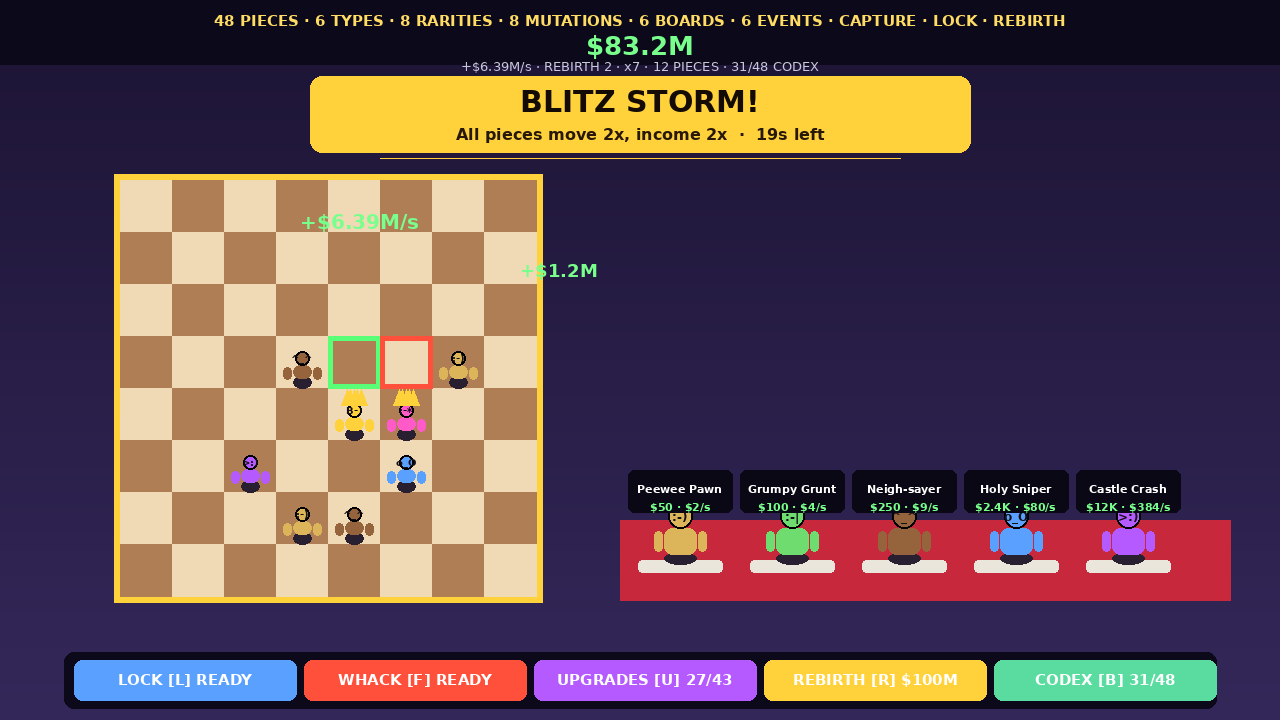 48 PIECES · 6 TYPES · 8 RARITIES · 8 MUTATIONS · 6 BOARDS · 6 EVENTS · CAPTURE · LOCK · REBIRTH
$83.2M
+$6.39M/s · REBIRTH 2 · x7 · 12 PIECES · 31/48 CODEX
BLITZ STORM!
All pieces move 2x, income 2x · 19s left
+$6.39M/s
+$1.2M
Peewee Pawn
$50 · $2/s
Grumpy Grunt
$100 · $4/s
Neigh-sayer
$250 · $9/s
Holy Sniper
$2.4K · $80/s
Castle Crash
$12K · $384/s
LOCK [L] READY
WHACK [F] READY
UPGRADES [U] 27/43
REBIRTH [R] $100M
CODEX [B] 31/48